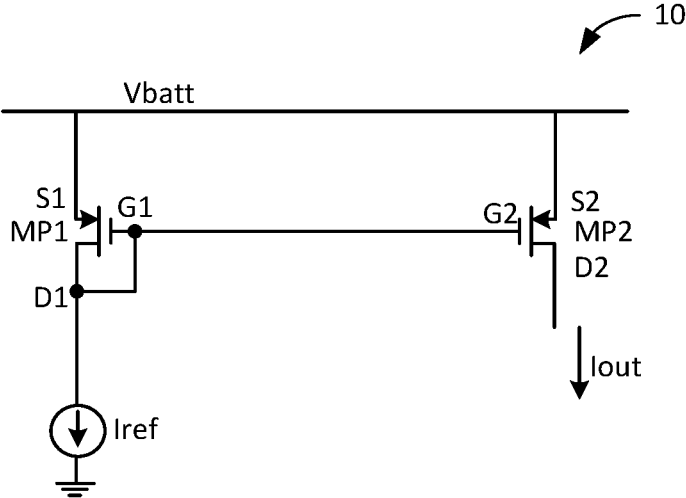 10
Vbatt
S1
G1
MP1
D1
G2
S2
MP2
D2
Iout
Iref